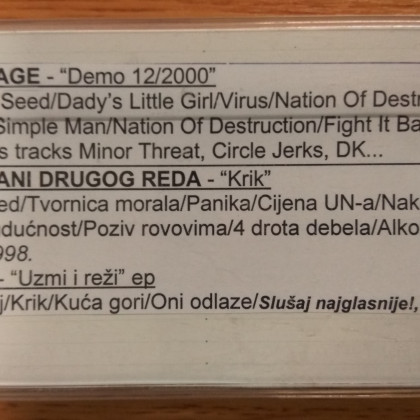 AGE - “Demo 12/2000”
Seed/Dady’s Little Girl/Virus/Nation Of Destr
Simple Man/Nation Of Destruction/Fight It Ba
s tracks Minor Threat, Circle Jerks, DK...
ANI DRUGOG REDA - “Krik”
ed/Tvornica morala/Panika/Cijena UN-a/Nak
dućnost/Poziv rovovima/4 drota debela/Alko
998.
- “Uzmi i reži” ep
j/Krik/Kuća gori/Oni odlaze/Slušaj najglasnije!,